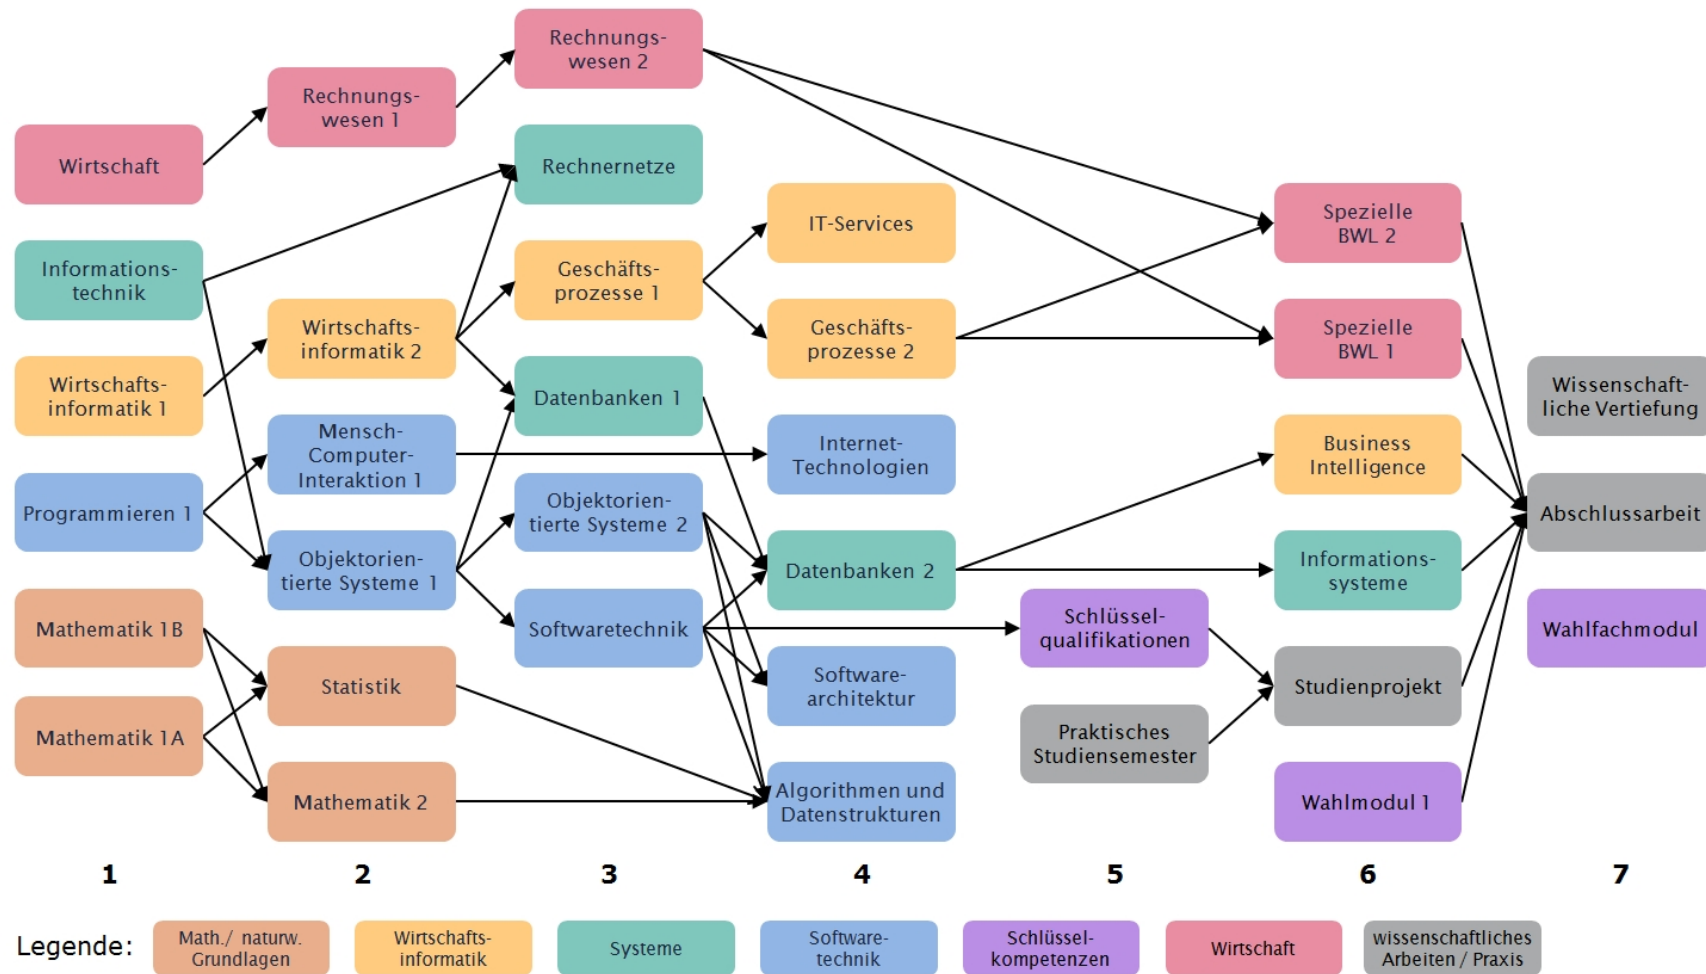 Wirtschaft
Informations-
technik
Wirtschafts-
informatik 1
Programmieren 1
Mathematik 1B
Mathematik 1A
Rechnungs-
wesen 1
Wirtschafts-
informatik 2
Mensch-
Computer-
Interaktion 1
Objektorien-
tierte Systeme 1
Statistik
Mathematik 2
Rechnungs-
wesen 2
Rechnernetze
Geschäfts-
prozesse 1
Datenbanken 1
Objektorien-
tierte Systeme 2
Softwaretechnik
IT-Services
Geschäfts-
prozesse 2
Internet-
Technologien
Datenbanken 2
Software-
architektur
Algorithmen und
Datenstrukturen
Schlüssel-
qualifikationen
Praktisches
Studiensemester
Spezielle
BWL 2
Spezielle
BWL 1
Business
Intelligence
Informations-
systeme
Studienprojekt
Wahlmodul 1
Wissenschaft-
liche Vertiefung
Abschlussarbeit
Wahlfachmodul
1 2 3 4 5 6 7
Legende:
Math./ naturw.
Grundlagen
Wirtschafts-
informatik
Systeme
Software-
technik
Schlüssel-
kompetenzen
Wirtschaft
wissenschaftliches
Arbeiten / Praxis